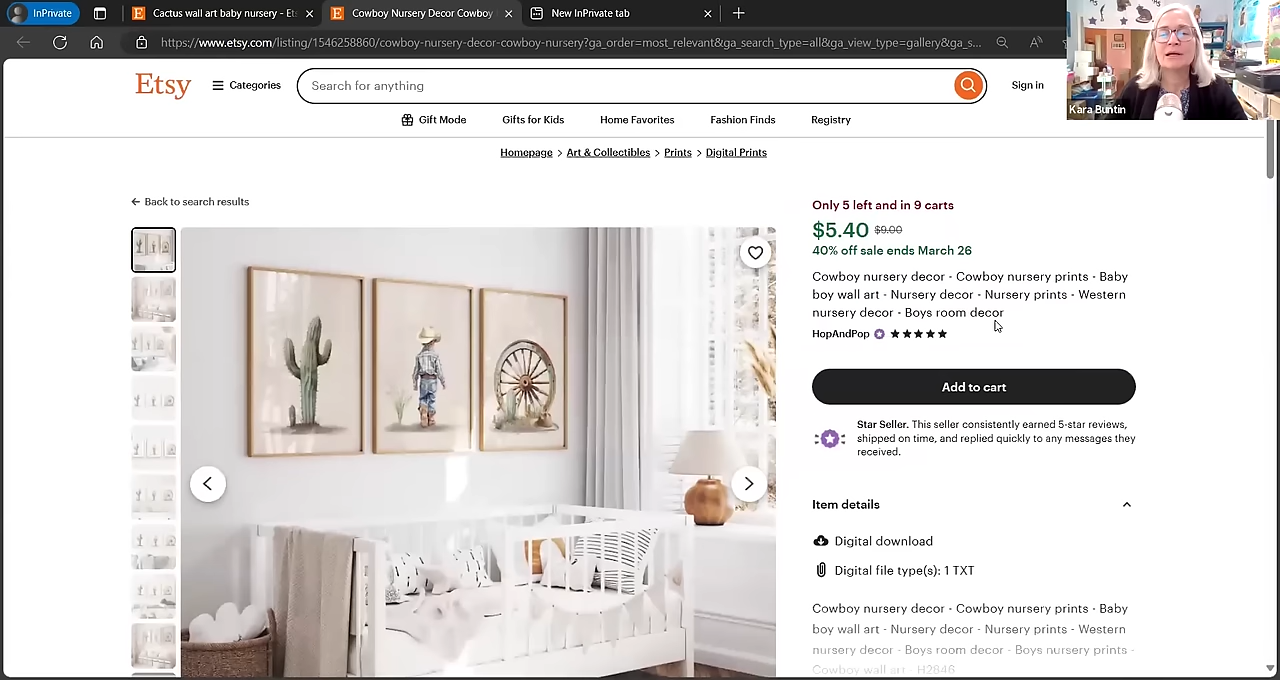 InPrivate
Cactus wall art baby nursery - Ets
Cowboy Nursery Decor Cowboy
New InPrivate tab
https://www.etsy.com/listing/1546258860/cowboy-nursery-decor-cowboy-nursery?ga_order=most_relevant&ga_search_type=all&ga_view_type=gallery&ga_s...
Kara Buntin
Etsy
Categories
Search for anything
Sign in
Gift Mode
Gifts for Kids
Home Favorites
Fashion Finds
Registry
Homepage > Art & Collectibles > Prints > Digital Prints
Back to search results
Only 5 left and in 9 carts
$5.40 $9.00
40% off sale ends March 26
Cowboy nursery decor - Cowboy nursery prints - Baby
boy wall art - Nursery decor - Nursery prints - Western
nursery decor - Boys room decor
HopAndPop
Add to cart
Star Seller. This seller consistently earned 5-star reviews,
shipped on time, and replied quickly to any messages they
received.
Item details
Digital download
Digital file type(s): 1 TXT
Cowboy nursery decor - Cowboy nursery prints - Baby
boy wall art - Nursery decor - Nursery prints - Western
nursery decor - Boys room decor - Boys nursery prints -
Cowboy wall art - H2846